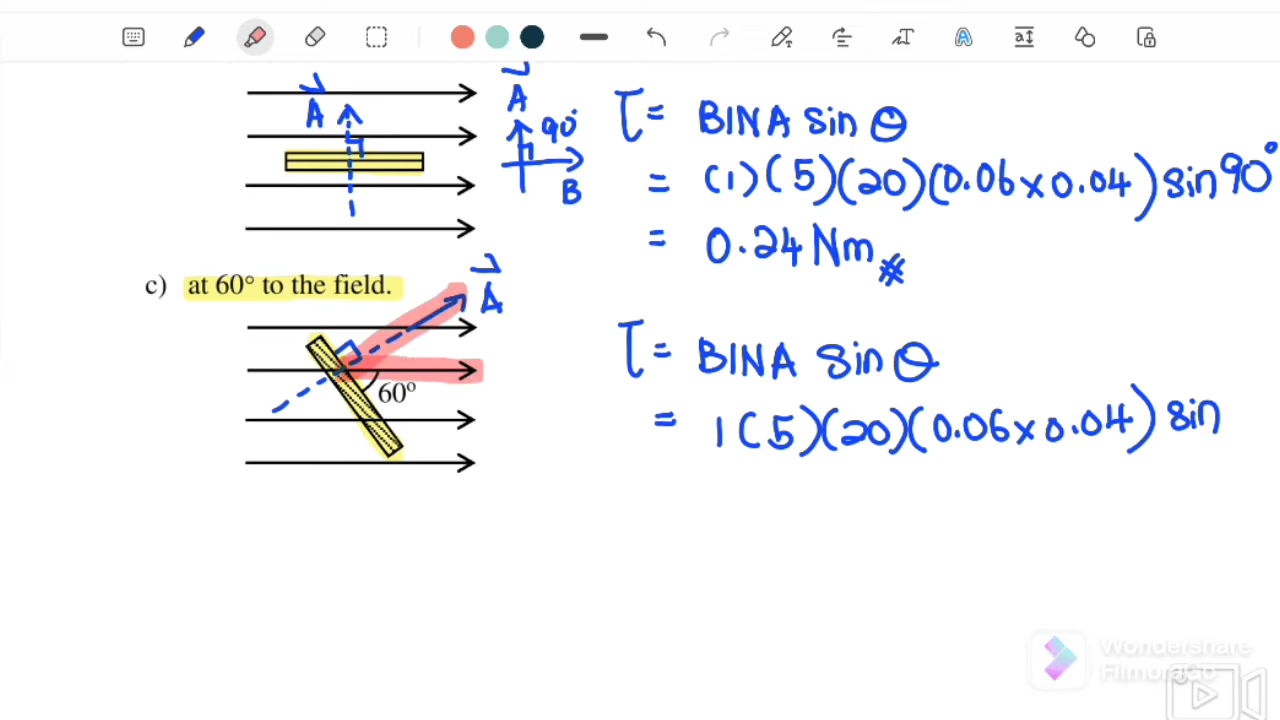 A
A
90°
B
τ = BINA sin θ
= (1)(5)(20)(0.06×0.04) sin 90°
= 0.24 Nm #
c) at 60° to the field.
A
60°
τ = BINA sin θ
= 1(5)(20)(0.06×0.04) sin
Wondershare
FilmoraGo